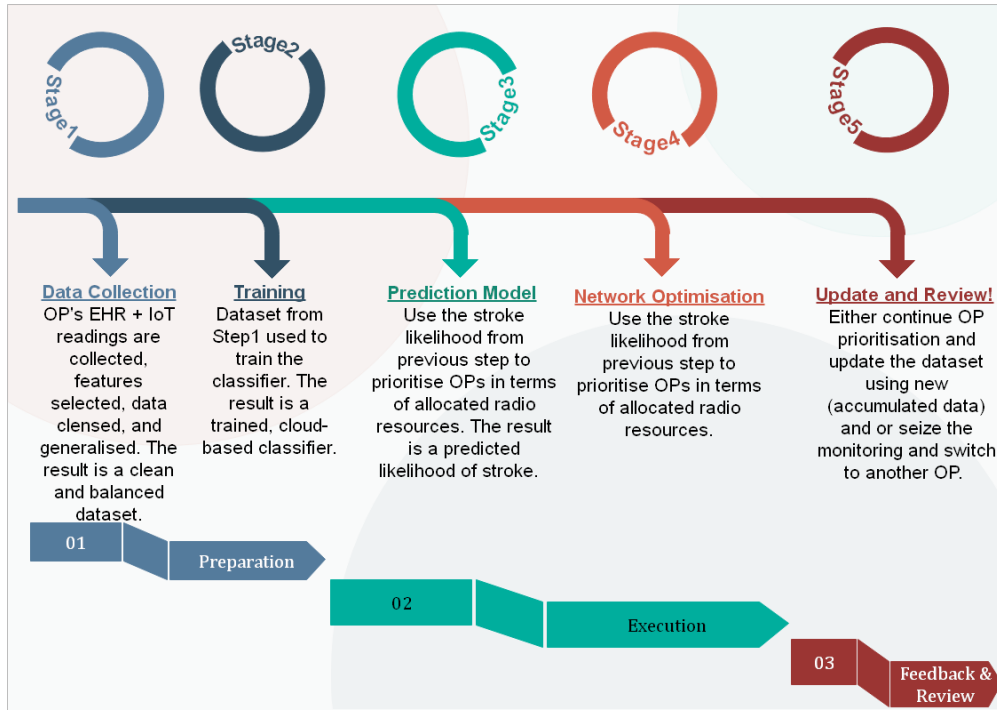 Stage1
Stage2
Stage3
Stage4
Stage5
Data Collection
OP's EHR + IoT
readings are
collected,
features
selected, data
clensed, and
generalised. The
result is a clean
and balanced
dataset.
Training
Dataset from
Step1 used to
train the
classifier. The
result is a
trained, cloud-
based classifier.
Prediction Model
Use the stroke
likelihood from
previous step to
prioritise OPs in terms
of allocated radio
resources. The result
is a predicted
likelihood of stroke.
Network Optimisation
Use the stroke
likelihood from
previous step to
prioritise OPs in terms
of allocated radio
resources.
Update and Review!
Either continue OP
prioritisation and
update the dataset
using new
(accumulated data)
and or seize the
monitoring and switch
to another OP.
01
Preparation
02
Execution
03
Feedback &
Review